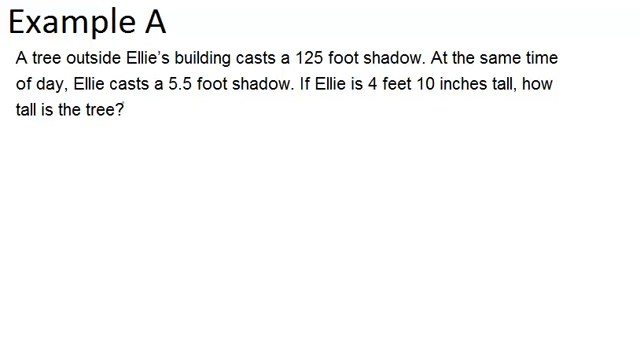 Example A
A tree outside Ellie's building casts a 125 foot shadow. At the same time
of day, Ellie casts a 5.5 foot shadow. If Ellie is 4 feet 10 inches tall, how
tall is the tree?